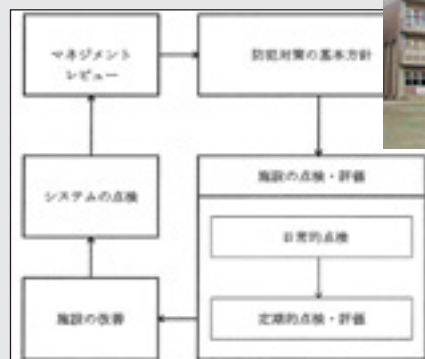 マネジメント
レビュー
防犯対策の基本方針
施設の点検・評価
システムの点検
日常的点検
施設の改善
定期的点検・評価